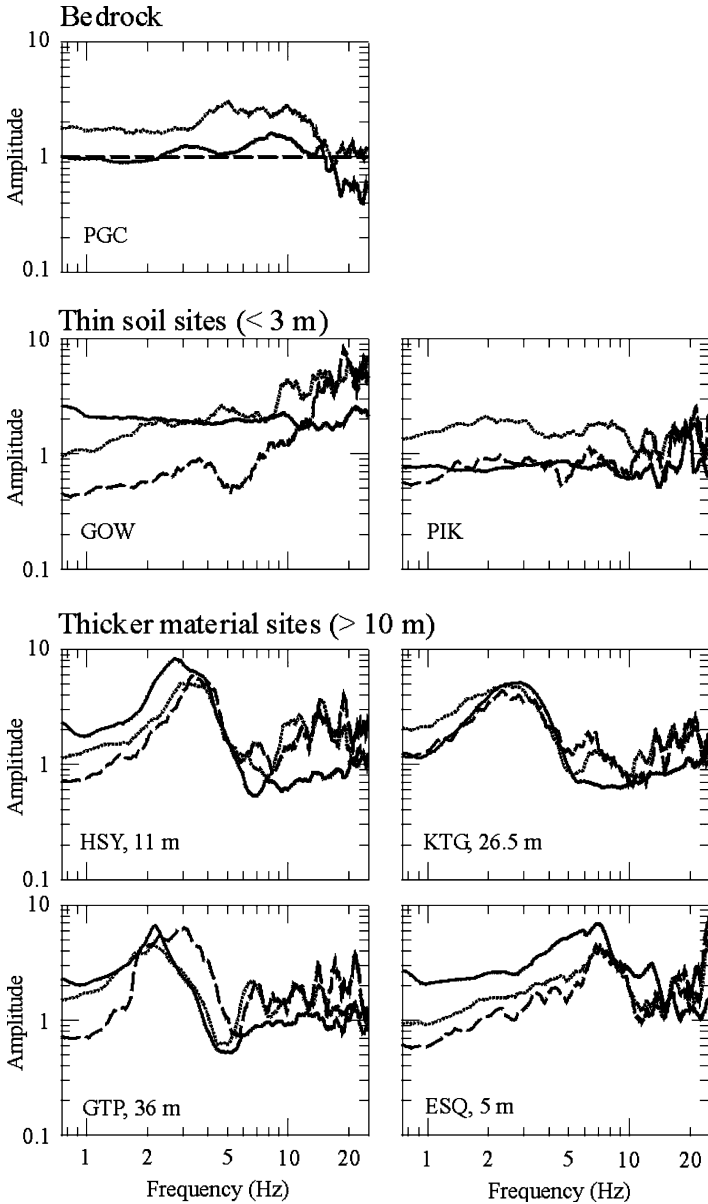 Bedrock
10
1
0.1
Amplitude
PGC
Thin soil sites (< 3 m)
10
1
0.1
Amplitude
GOW
PIK
Thicker material sites (> 10 m)
10
1
0.1
Amplitude
HSY, 11 m
KTG, 26.5 m
10
1
0.1
Amplitude
GTP, 36 m
ESQ, 5 m
1 2 5 10 20
1 2 5 10 20
Frequency (Hz)
Frequency (Hz)